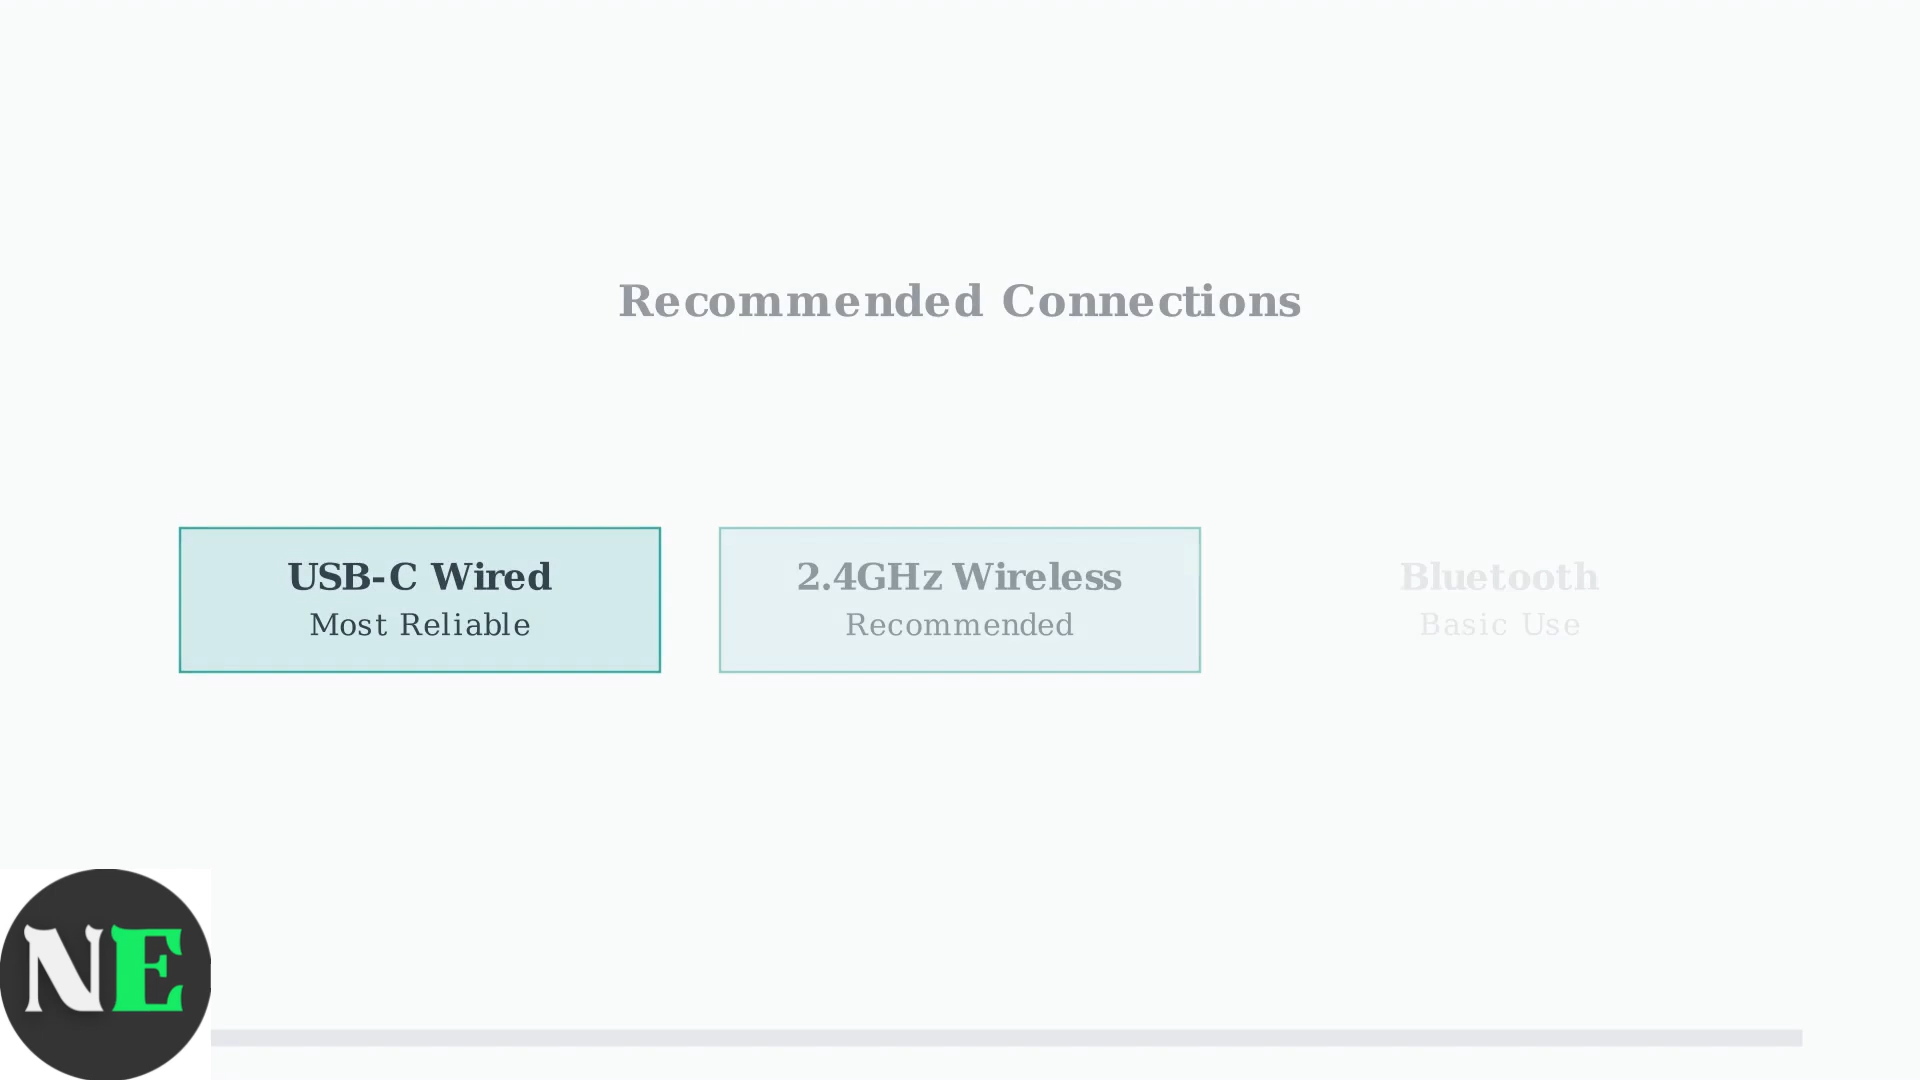 Recommended Connections
USB-C Wired
Most Reliable
2.4GHz Wireless
Recommended
Bluetooth
Basic Use
NE